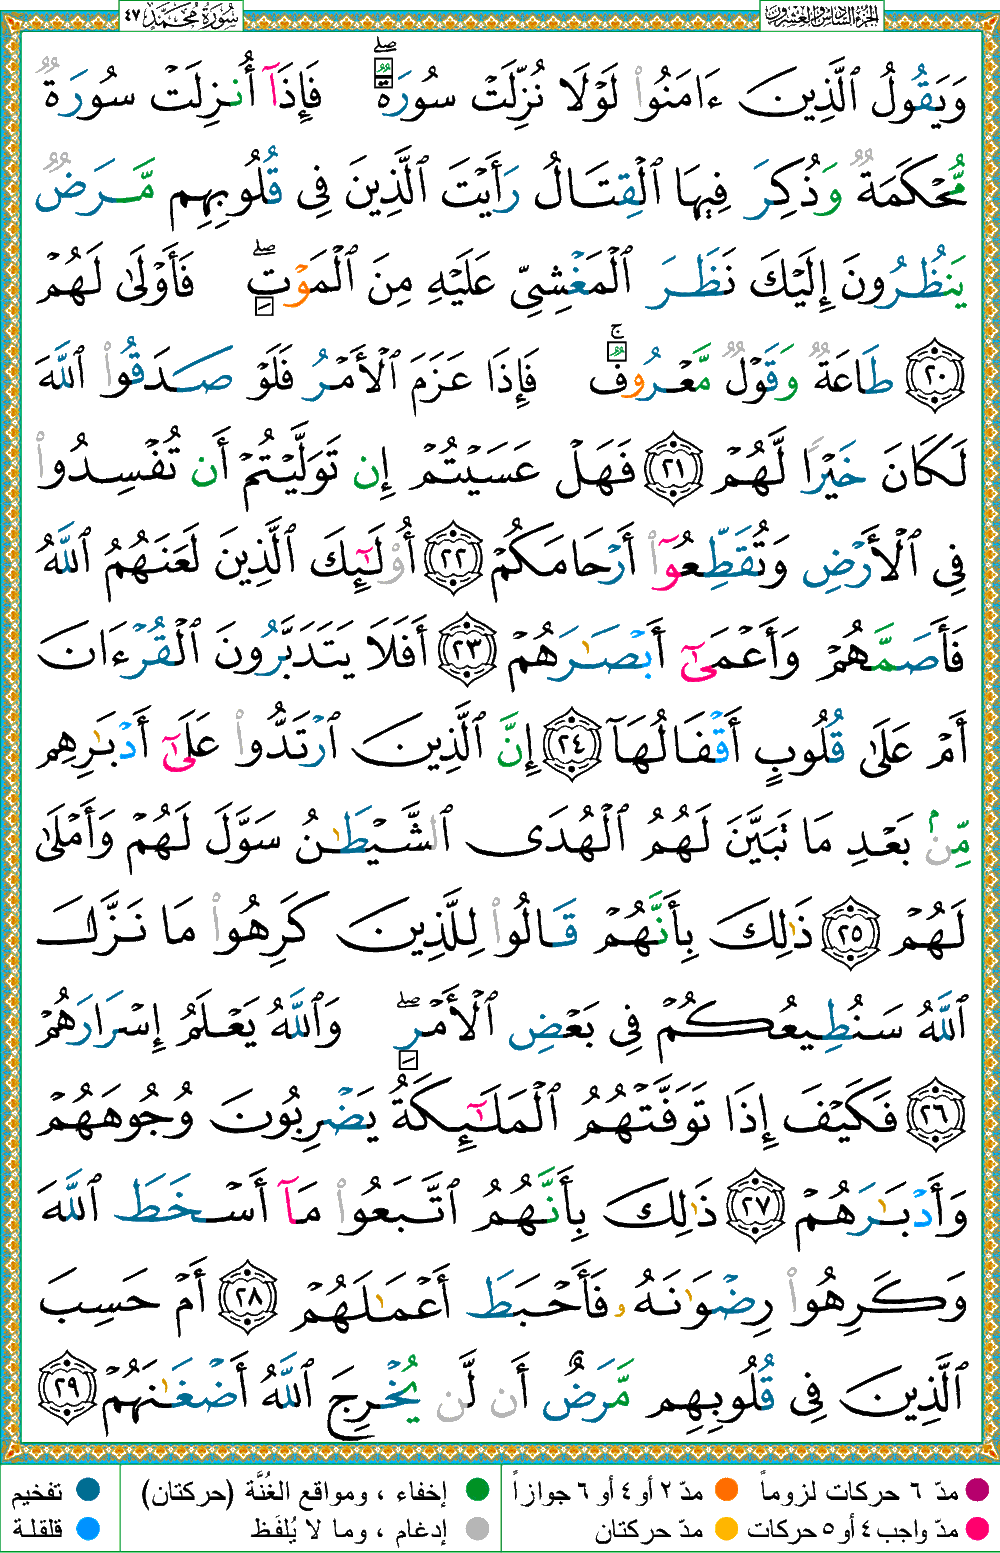 سُورَةُ مُحَمَّد ٤٧
الجزء السادس والعشرون
وَيَقُولُ ٱلَّذِينَ ءَامَنُوا۟ لَوْلَا نُزِّلَتْ سُورَةٌۖ فَإِذَآ أُنزِلَتْ سُورَةٌ
مُّحْكَمَةٌ وَذُكِرَ فِيهَا ٱلْقِتَالُ رَأَيْتَ ٱلَّذِينَ فِى قُلُوبِهِم مَّرَضٌ
يَنظُرُونَ إِلَيْكَ نَظَرَ ٱلْمَغْشِىِّ عَلَيْهِ مِنَ ٱلْمَوْتِۖ فَأَوْلَىٰ لَهُمْ
٢٠ طَاعَةٌ وَقَوْلٌ مَّعْرُوفٌۚ فَإِذَا عَزَمَ ٱلْأَمْرُ فَلَوْ صَدَقُوا۟ ٱللَّهَ
لَكَانَ خَيْرًا لَّهُمْ ٢١ فَهَلْ عَسَيْتُمْ إِن تَوَلَّيْتُمْ أَن تُفْسِدُوا۟
فِى ٱلْأَرْضِ وَتُقَطِّعُوٓا۟ أَرْحَامَكُمْ ٢٢ أُو۟لَـٰٓئِكَ ٱلَّذِينَ لَعَنَهُمُ ٱللَّهُ
فَأَصَمَّهُمْ وَأَعْمَىٰٓ أَبْصَـٰرَهُمْ ٢٣ أَفَلَا يَتَدَبَّرُونَ ٱلْقُرْءَانَ
أَمْ عَلَىٰ قُلُوبٍ أَقْفَالُهَآ ٢٤ إِنَّ ٱلَّذِينَ ٱرْتَدُّوا۟ عَلَىٰٓ أَدْبَـٰرِهِم
مِّنۢ بَعْدِ مَا تَبَيَّنَ لَهُمُ ٱلْهُدَى ٱلشَّيْطَـٰنُ سَوَّلَ لَهُمْ وَأَمْلَىٰ
لَهُمْ ٢٥ ذَٰلِكَ بِأَنَّهُمْ قَالُوا۟ لِلَّذِينَ كَرِهُوا۟ مَا نَزَّلَ
ٱللَّهُ سَنُطِيعُكُمْ فِى بَعْضِ ٱلْأَمْرِۖ وَٱللَّهُ يَعْلَمُ إِسْرَارَهُمْ
٢٦ فَكَيْفَ إِذَا تَوَفَّتْهُمُ ٱلْمَلَـٰٓئِكَةُ يَضْرِبُونَ وُجُوهَهُمْ
وَأَدْبَـٰرَهُمْ ٢٧ ذَٰلِكَ بِأَنَّهُمُ ٱتَّبَعُوا۟ مَآ أَسْخَطَ ٱللَّهَ
وَكَرِهُوا۟ رِضْوَٰنَهُۥ فَأَحْبَطَ أَعْمَـٰلَهُمْ ٢٨ أَمْ حَسِبَ
ٱلَّذِينَ فِى قُلُوبِهِم مَّرَضٌ أَن لَّن يُخْرِجَ ٱللَّهُ أَضْغَـٰنَهُمْ ٢٩
مدّ ٦ حركات لزوماً مدّ ٢ أو ٤ أو ٦ جوازاً إخفاء ، ومواقع الغُنَّة (حركتان) تفخيم
مدّ واجب ٤ أو ٥ حركات مدّ حركتان إدغام ، وما لا يُلفَظ قلقلة